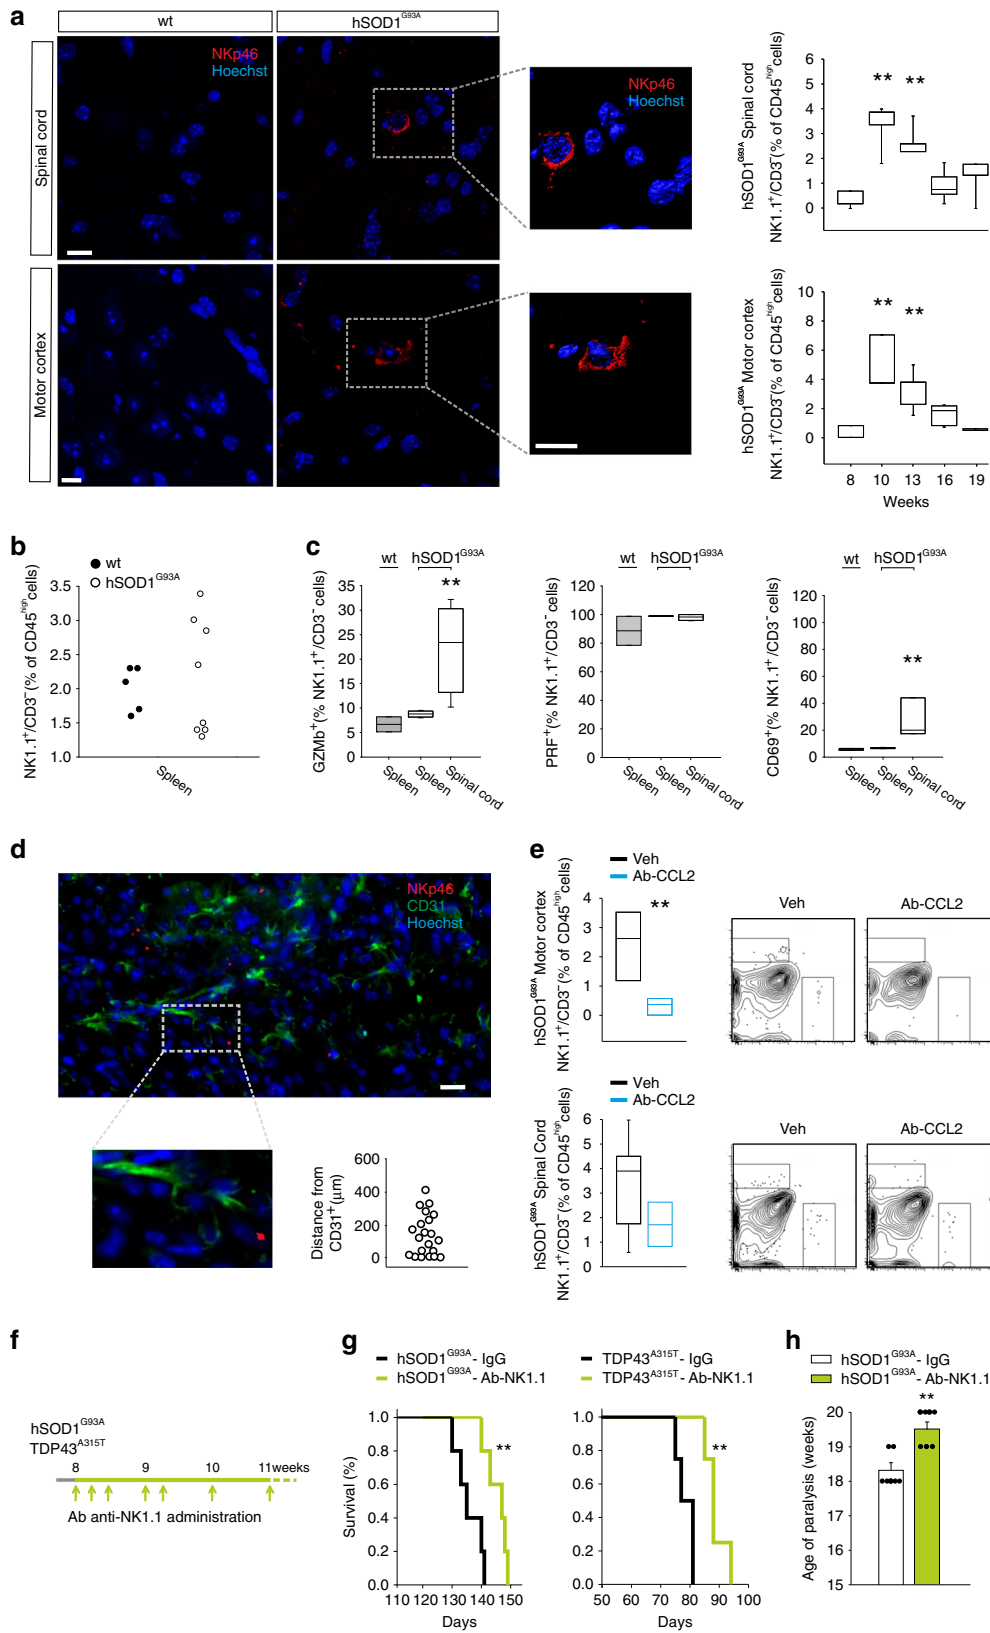 a
wt
hSOD1G93A
Spinal cord
Motor cortex
NKp46
Hoechst
NKp46
Hoechst
hSOD1G93A Spinal cord
NK1.1+/CD3−(% of CD45high cells)
6
5
4
3
2
1
0
** **
hSOD1G93A Motor cortex
NK1.1+/CD3−(% of CD45high cells)
10
8
6
4
2
0
** **
8 10 13 16 19
Weeks
b
wt
hSOD1G93A
NK1.1+/CD3−(% of CD45high cells)
3.5
3.0
2.5
2.0
1.5
1.0
Spleen
c
wt hSOD1G93A
**
GZMb+(% NK1.1+/CD3− cells)
35
30
25
20
15
10
5
0
Spleen Spleen Spinal cord
wt hSOD1G93A
PRF+(% NK1.1+/CD3− cells)
120
100
80
60
40
20
0
Spleen Spleen Spinal cord
wt hSOD1G93A
**
CD69+(% NK1.1+/CD3− cells)
120
100
80
60
40
20
0
Spleen Spleen Spinal cord
d
NKp46
CD31
Hoechst
Distance from
CD31+(μm)
600
400
200
0
e
Veh
Ab-CCL2
hSOD1G93A Motor cortex
NK1.1+/CD3−(% of CD45high cells)
4
3
2
1
0
**
Veh Ab-CCL2
Veh
Ab-CCL2
hSOD1G93A Spinal Cord
NK1.1+/CD3−(% of CD45high cells)
6
5
4
3
2
1
0
Veh Ab-CCL2
f
hSOD1G93A
TDP43A315T
8 9 10 11weeks
Ab anti-NK1.1 administration
g
hSOD1G93A- IgG
hSOD1G93A- Ab-NK1.1
Survival (%)
1.0
0.8
0.6
0.4
0.2
0.0
**
110 120 130 140 150
Days
TDP43A315T- IgG
TDP43A315T- Ab-NK1.1
1.0
0.8
0.6
0.4
0.2
0.0
**
50 60 70 80 90 100
Days
h
hSOD1G93A- IgG
hSOD1G93A- Ab-NK1.1
**
Age of paralysis (weeks)
20
19
18
17
16
15